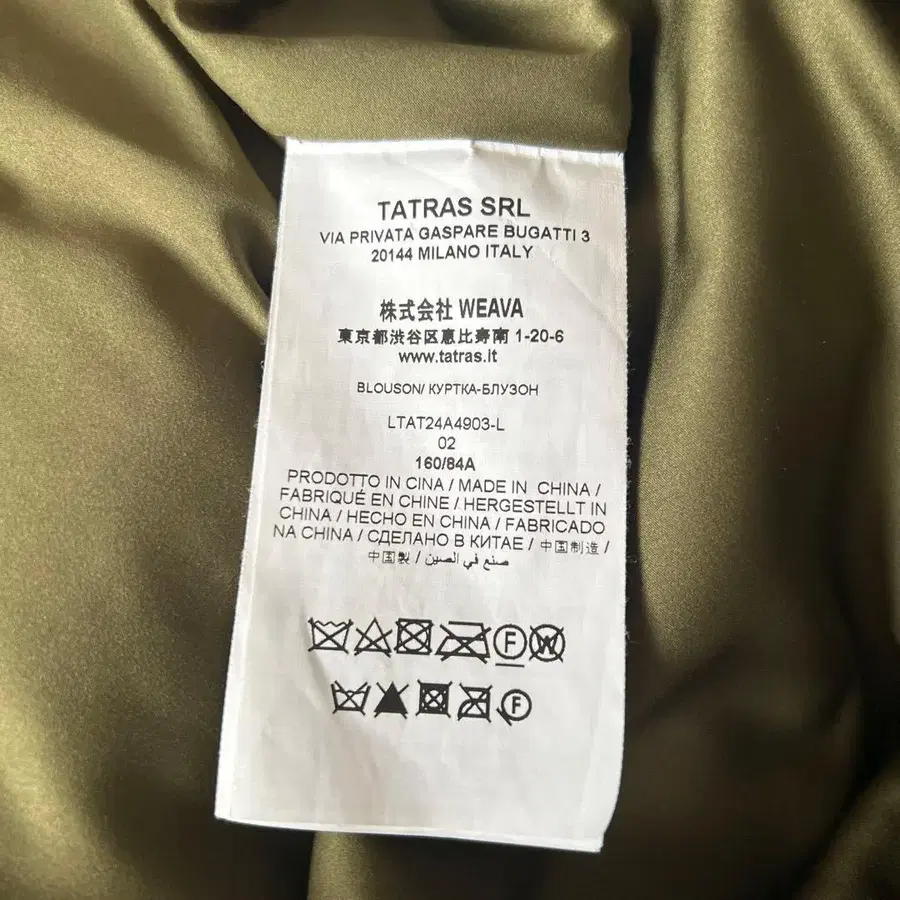 TATRAS SRL
VIA PRIVATA GASPARE BUGATTI 3
20144 MILANO ITALY
株式会社 WEAVA
東京都渋谷区恵比寿南 1-20-6
www.tatras.it
BLOUSON/ КУРТКА-БЛУЗОН
LTAT24A4903-L
02
160/84A
PRODOTTO IN CINA / MADE IN CHINA /
FABRIQUÉ EN CHINE / HERGESTELLT IN
CHINA / HECHO EN CHINA / FABRICADO
NA CHINA / СДЕЛАНО В КИТАЕ / 中国制造 /
中国製 / صنع في الصين
F W
F